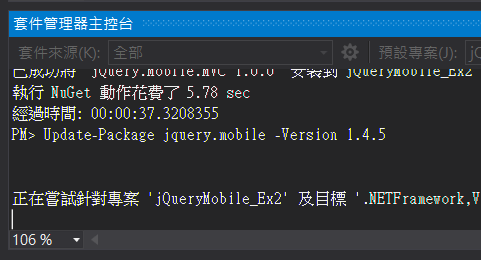 套件管理器主控台
套件來源(K): 全部 預設專案(J):
已成功將 'jQuery.Mobile.MVC 1.0.0' 安裝到 jQueryMobile_Ex2
執行 NuGet 動作花費了 5.78 sec
經過時間: 00:00:37.3208355
PM> Update-Package jquery.mobile -Version 1.4.5
正在嘗試針對專案 'jQueryMobile_Ex2' 及目標 '.NETFramework,V
106 %